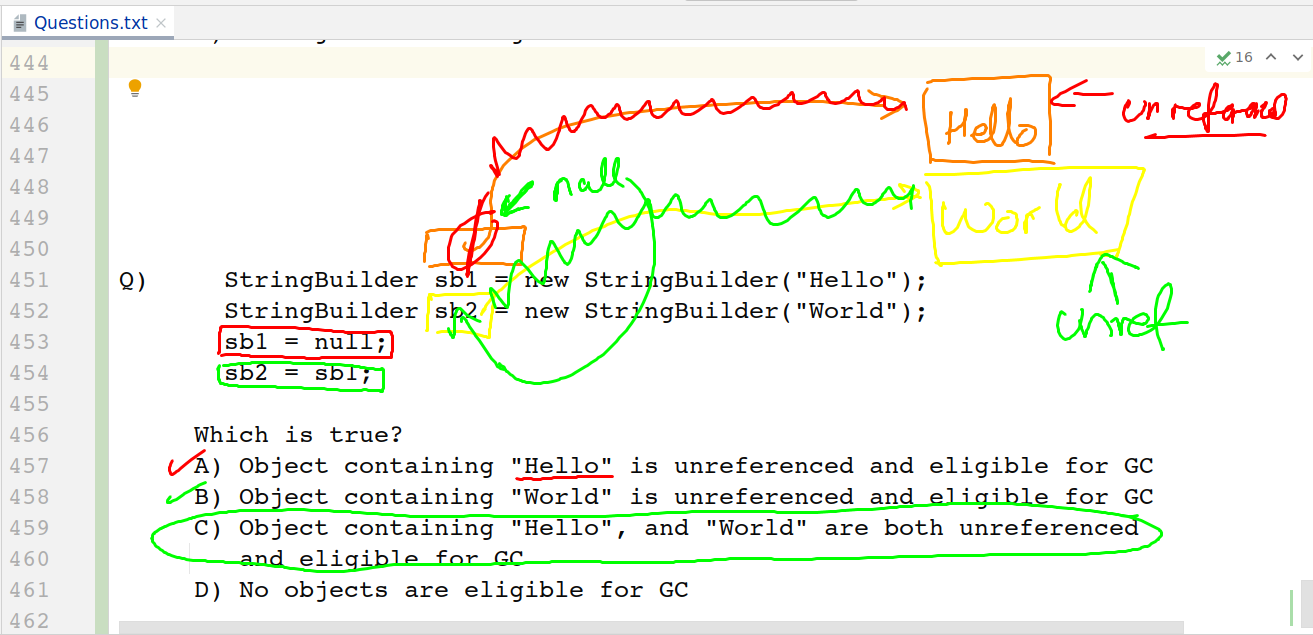 Questions.txt
444
16
445
Hello
unref
446
447
448
null
World
449
450
451 Q) StringBuilder sb1 = new StringBuilder("Hello");
452 StringBuilder sb2 = new StringBuilder("World");
unref
453 sb1 = null;
454 sb2 = sb1;
455
456 Which is true?
457 A) Object containing "Hello" is unreferenced and eligible for GC
458 B) Object containing "World" is unreferenced and eligible for GC
459 C) Object containing "Hello", and "World" are both unreferenced
460 and eligible for GC
461 D) No objects are eligible for GC
462